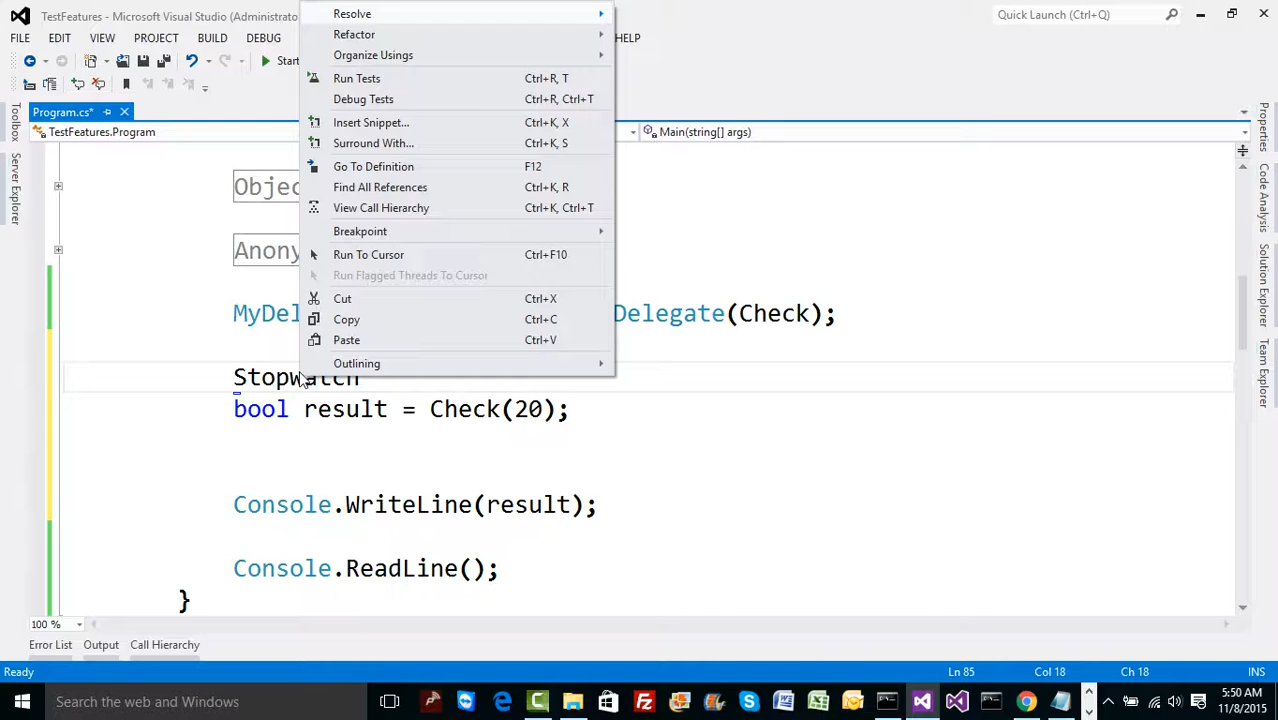 TestFeatures - Microsoft Visual Studio (Administrator
Quick Launch (Ctrl+Q)
FILE EDIT VIEW PROJECT BUILD DEBUG HELP
Start
Program.cs*
TestFeatures.Program
Main(string[] args)
Toolbox
Server Explorer
Properties
Code Analysis
Solution Explorer
Team Explorer
Resolve
Refactor
Organize Usings
Run Tests Ctrl+R, T
Debug Tests Ctrl+R, Ctrl+T
Insert Snippet... Ctrl+K, X
Surround With... Ctrl+K, S
Go To Definition F12
Find All References Ctrl+K, R
View Call Hierarchy Ctrl+K, Ctrl+T
Breakpoint
Run To Cursor Ctrl+F10
Run Flagged Threads To Cursor
Cut Ctrl+X
Copy Ctrl+C
Paste Ctrl+V
Outlining
Objec
Anony
MyDel Delegate(Check);
Stopwatch
bool result = Check(20);
Console.WriteLine(result);
Console.ReadLine();
}
100 %
Error List Output Call Hierarchy
Ready Ln 85 Col 18 Ch 18 INS
Search the web and Windows
5:50 AM
11/8/2015